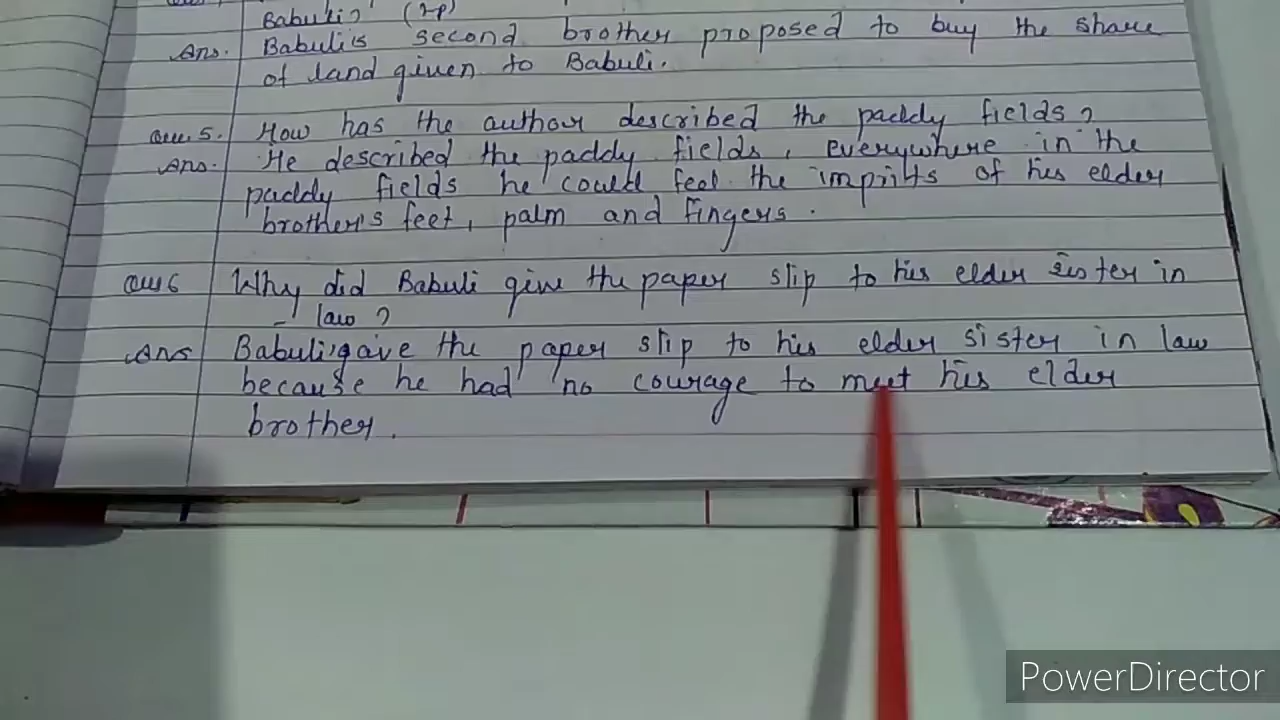 Babuli? (2p)
Ans. Babuli's second brother proposed to buy the share
of land given to Babuli.
Que 5. How has the author described the paddy fields?
Ans. He described the paddy fields, everywhere in the
paddy fields he could feel the imprints of his elder
brother's feet, palm and fingers.
Que 6 Why did Babuli give the paper slip to his elder sister in
- law ?
Ans Babuli gave the paper slip to his elder sister in law
because he had no courage to meet his elder
brother.
PowerDirector